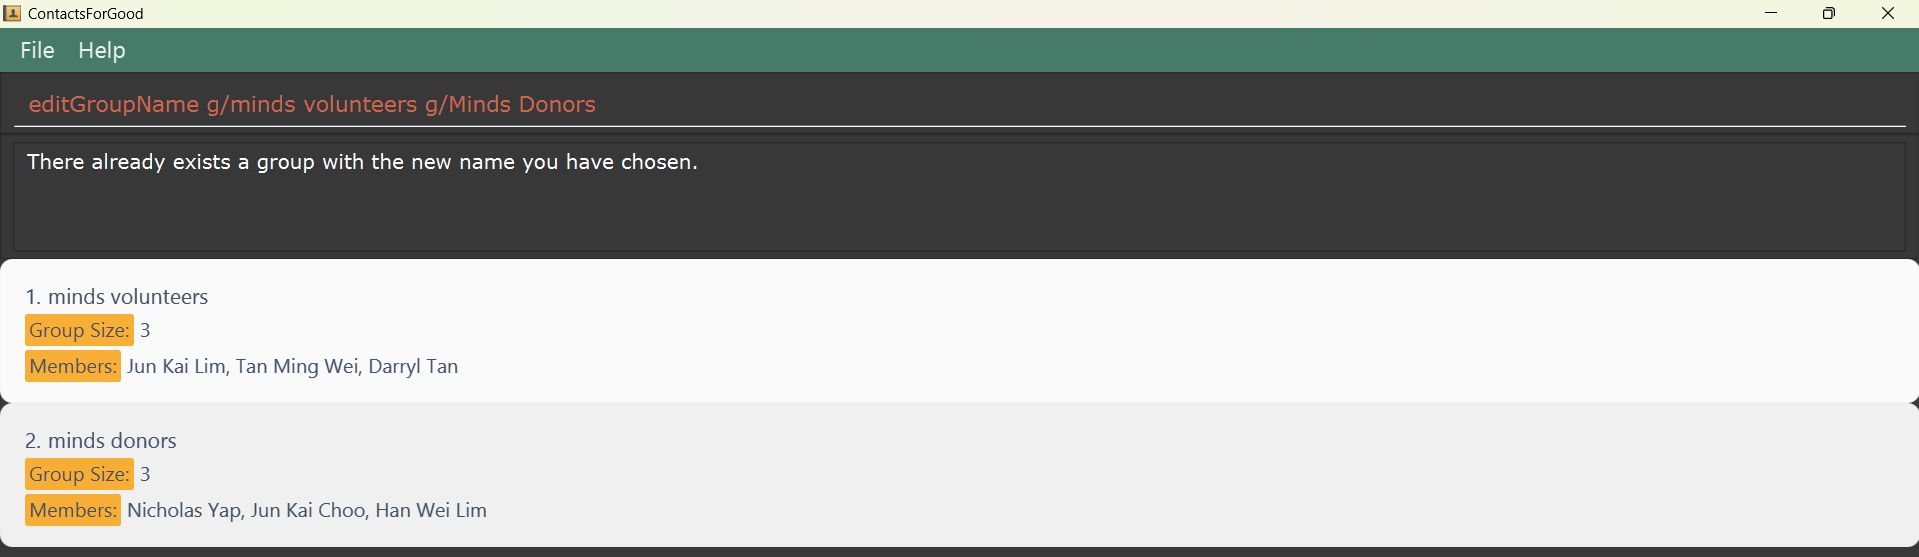 ContactsForGood
File Help
editGroupName g/minds volunteers g/Minds Donors
There already exists a group with the new name you have chosen.
1. minds volunteers
Group Size: 3
Members: Jun Kai Lim, Tan Ming Wei, Darryl Tan
2. minds donors
Group Size: 3
Members: Nicholas Yap, Jun Kai Choo, Han Wei Lim